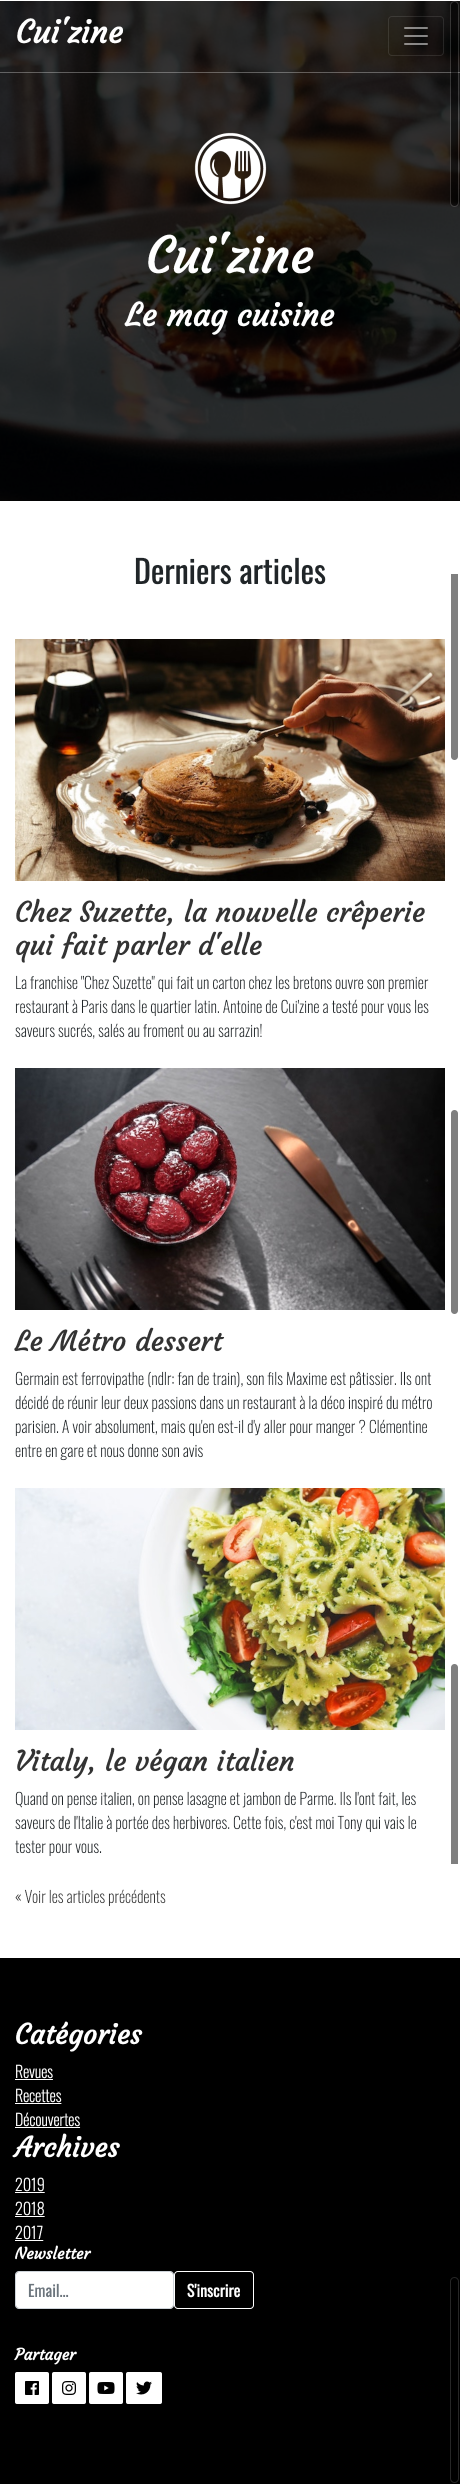 Cui'zine
Cui'zine
Le mag cuisine
Derniers articles
Chez Suzette, la nouvelle crêperie
qui fait parler d'elle
La franchise "Chez Suzette" qui fait un carton chez les bretons ouvre son premier
restaurant à Paris dans le quartier latin. Antoine de Cui'zine a testé pour vous les
saveurs sucrés, salés au froment ou au sarrazin!
Le Métro dessert
Germain est ferrovipathe (ndlr: fan de train), son fils Maxime est pâtissier. Ils ont
décidé de réunir leur deux passions dans un restaurant à la déco inspiré du métro
parisien. A voir absolument, mais qu'en est-il d'y aller pour manger ? Clémentine
entre en gare et nous donne son avis
Vitaly, le végan italien
Quand on pense italien, on pense lasagne et jambon de Parme. Ils l'ont fait, les
saveurs de l'Italie à portée des herbivores. Cette fois, c'est moi Tony qui vais le
tester pour vous.
« Voir les articles précédents
Catégories
Revues
Recettes
Découvertes
Archives
2019
2018
2017
Newsletter
Email...
S'inscrire
Partager